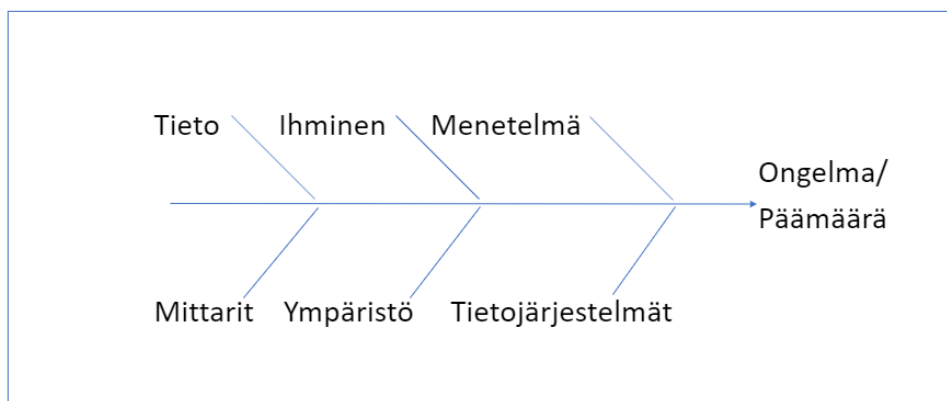 Tieto
Ihminen
Menetelmä
Ongelma/
Päämäärä
Mittarit
Ympäristö
Tietojärjestelmät